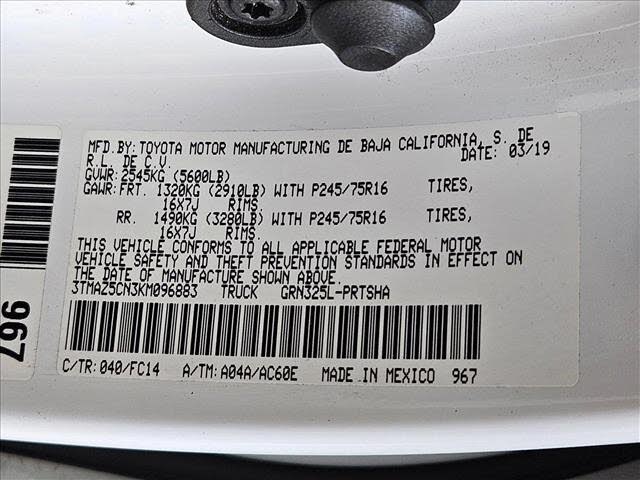 MFD.BY: TOYOTA MOTOR MANUFACTURING DE BAJA CALIFORNIA, S. DE
R.L. DE C.V. DATE: 03/19
GVWR: 2545KG (5600LB)
GAWR: FRT. 1320KG (2910LB) WITH P245/75R16 TIRES,
16X7J RIMS.
RR. 1490KG (3280LB) WITH P245/75R16 TIRES,
16X7J RIMS.
THIS VEHICLE CONFORMS TO ALL APPLICABLE FEDERAL MOTOR
VEHICLE SAFETY AND THEFT PREVENTION STANDARDS IN EFFECT ON
THE DATE OF MANUFACTURE SHOWN ABOVE.
3TMAZ5CN3KM096883 TRUCK GRN325L-PRTSHA
C/TR: 040/FC14 A/TM: A04A/AC60E MADE IN MEXICO 967
967